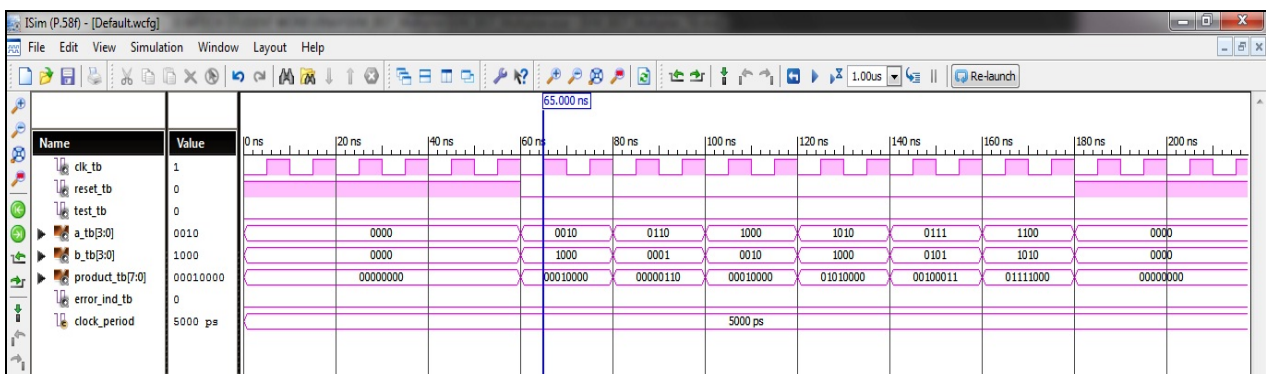 ISim (P.58f) - [Default.wcfg]
File Edit View Simulation Window Layout Help
1.00us Re-launch
65.000 ns
Name Value 0 ns 20 ns 40 ns 60 ns 80 ns 100 ns 120 ns 140 ns 160 ns 180 ns 200 ns
clk_tb 1
reset_tb 0
test_tb 0
a_tb[3:0] 0010 0000 0010 0110 1000 1010 0111 1100 0000
b_tb[3:0] 1000 0000 1000 0001 0010 1000 0101 1010 0000
product_tb[7:0] 00010000 00000000 00010000 00000110 00010000 01010000 00100011 01111000 00000000
error_ind_tb 0
clock_period 5000 ps 5000 ps